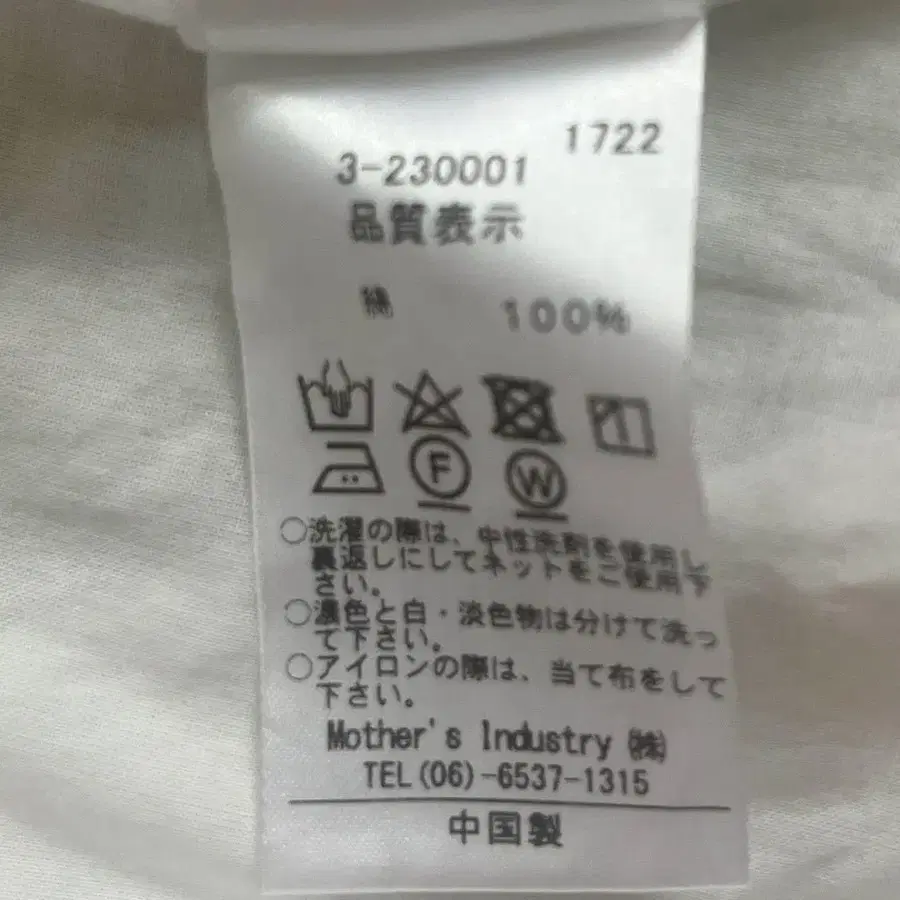 1722
3-230001
品質表示
綿 100%
F W
○洗濯の際は、中性洗剤を使用し
裏返しにしてネットをご使用下
さい。
○濃色と白・淡色物は分けて洗っ
て下さい。
○アイロンの際は、当て布をして
下さい。
Mother's Industry ㈱
TEL(06)-6537-1315
中国製